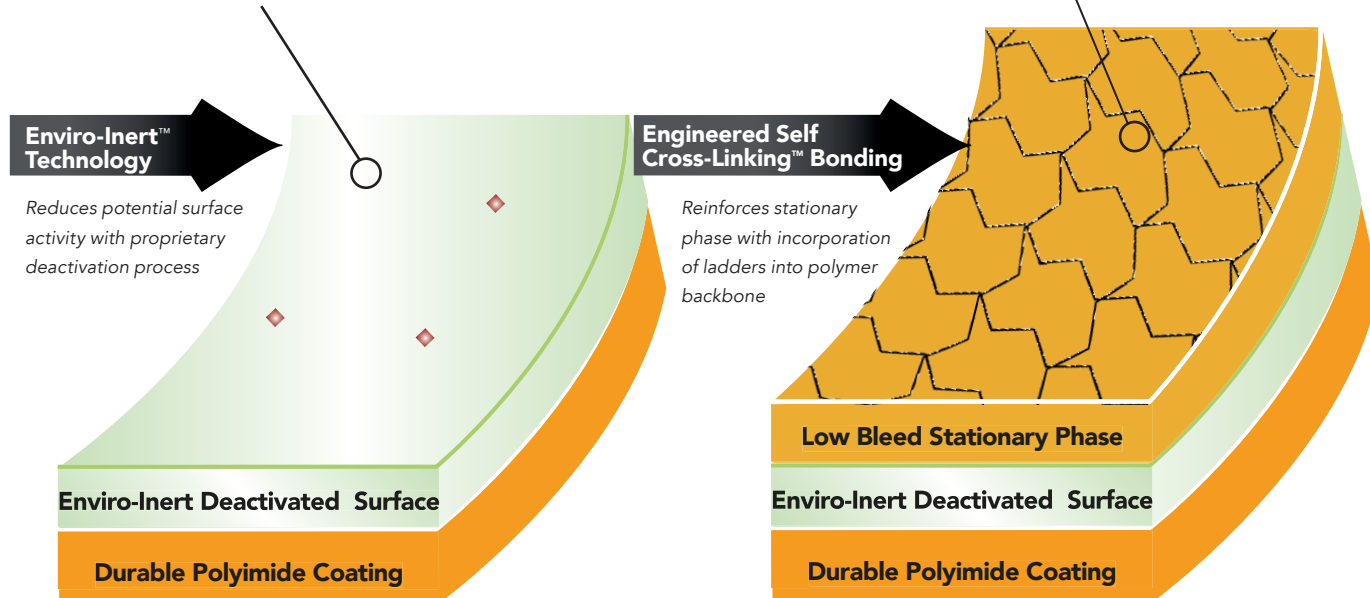 Enviro-Inert™
Technology
Reduces potential surface
activity with proprietary
deactivation process
Enviro-Inert Deactivated Surface
Durable Polyimide Coating
Engineered Self
Cross-Linking™ Bonding
Reinforces stationary
phase with incorporation
of ladders into polymer
backbone
Low Bleed Stationary Phase
Enviro-Inert Deactivated Surface
Durable Polyimide Coating